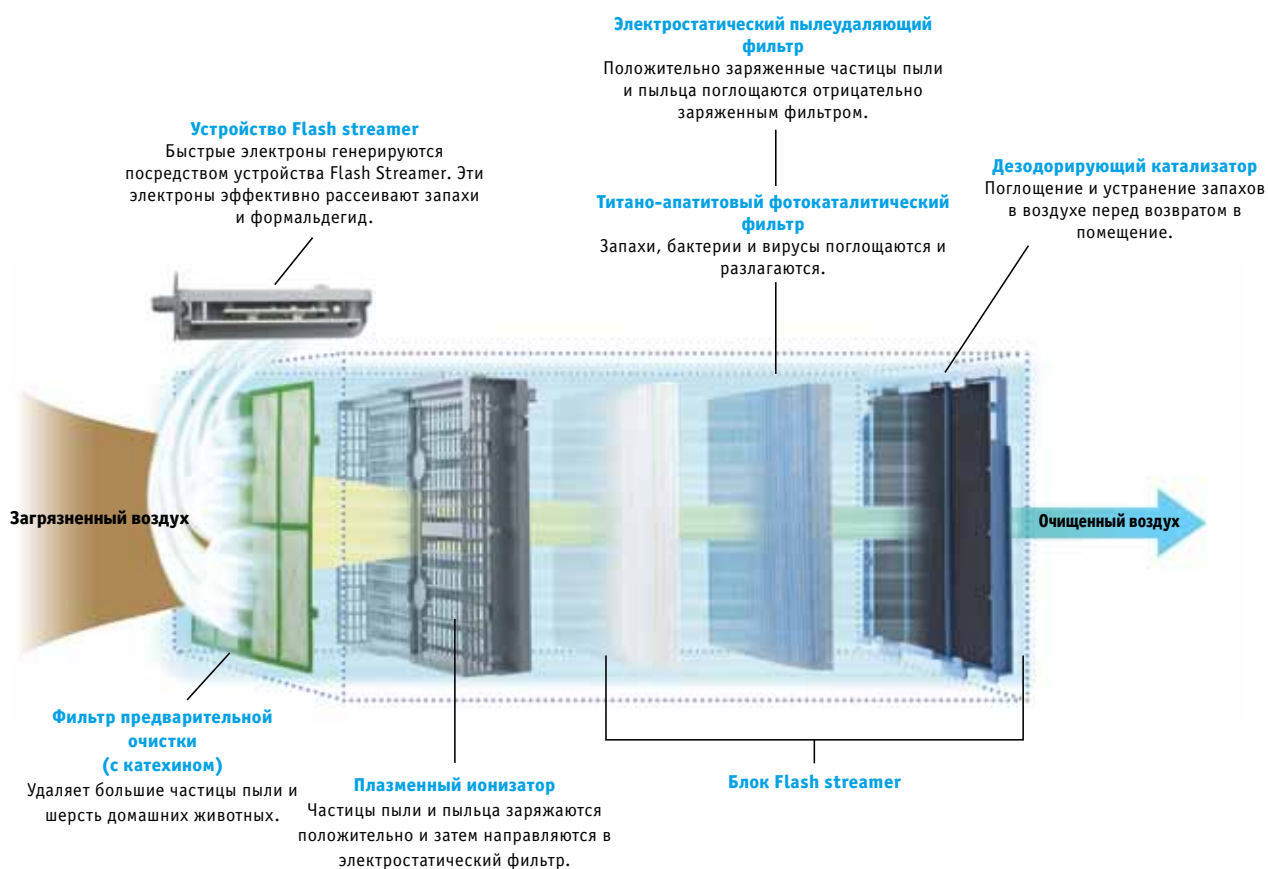 Электростатический пылеудаляющий
фильтр
Положительно заряженные частицы пыли
и пыльца поглощаются отрицательно
заряженным фильтром.
Устройство Flash streamer
Быстрые электроны генерируются
посредством устройства Flash Streamer. Эти
электроны эффективно рассеивают запахи
и формальдегид.
Дезодорирующий катализатор
Поглощение и устранение запахов
в воздухе перед возвратом в
помещение.
Титано-апатитовый фотокаталитический
фильтр
Запахи, бактерии и вирусы поглощаются и
разлагаются.
Загрязненный воздух
Очищенный воздух
Фильтр предварительной
очистки
(с катехином)
Удаляет большие частицы пыли и
шерсть домашних животных.
Плазменный ионизатор
Частицы пыли и пыльца заряжаются
положительно и затем направляются в
электростатический фильтр.
Блок Flash streamer